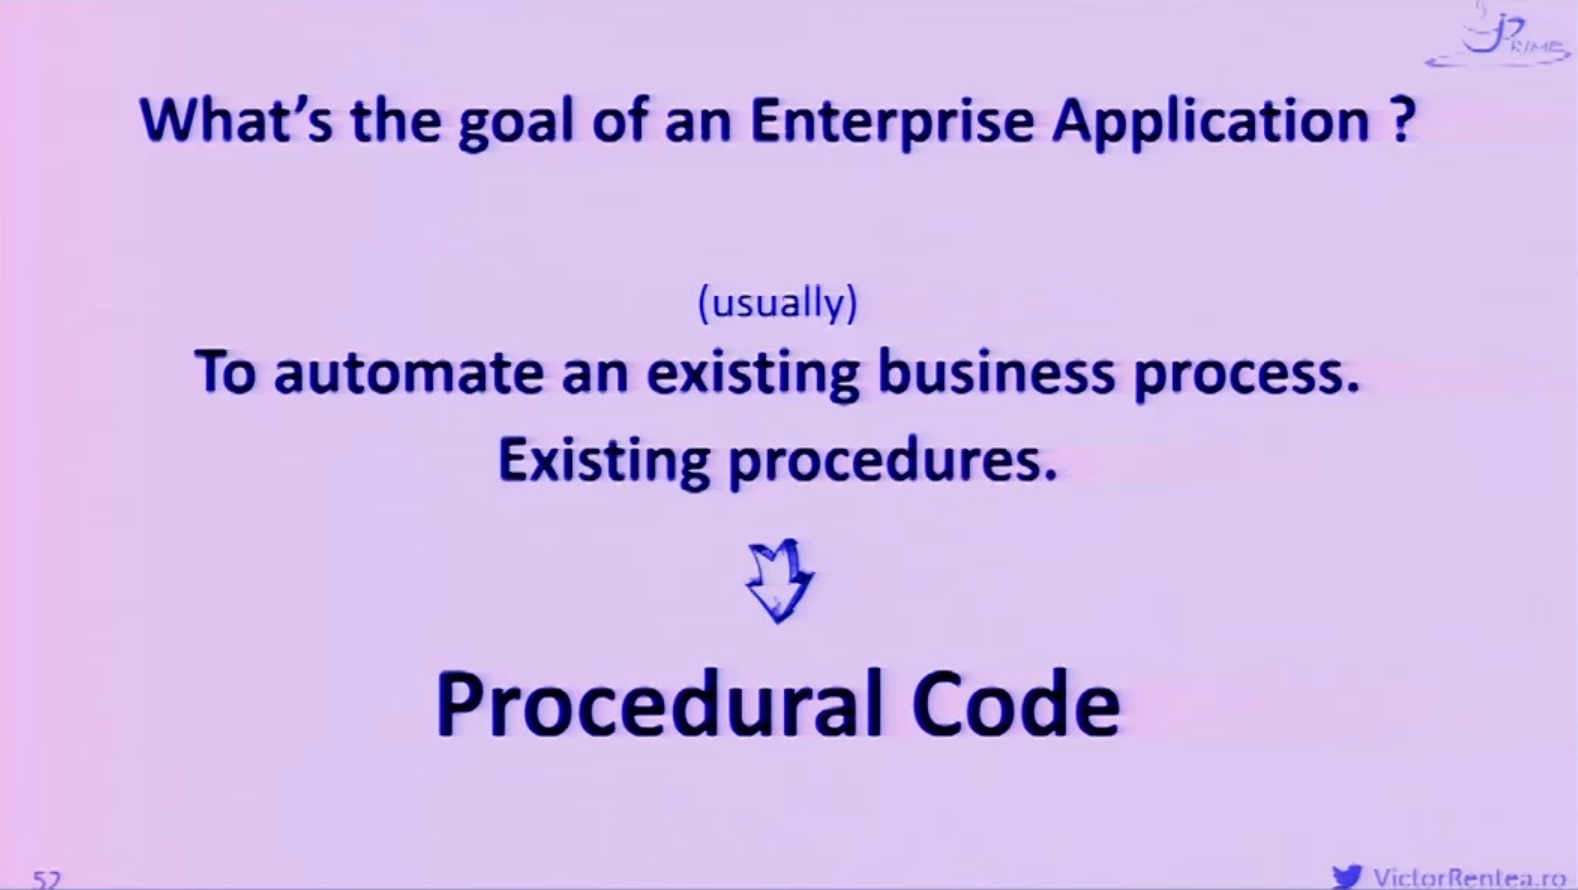 JPRIME
What's the goal of an Enterprise Application ?
(usually)
To automate an existing business process.
Existing procedures.
Procedural Code
52
VictorRentea.ro